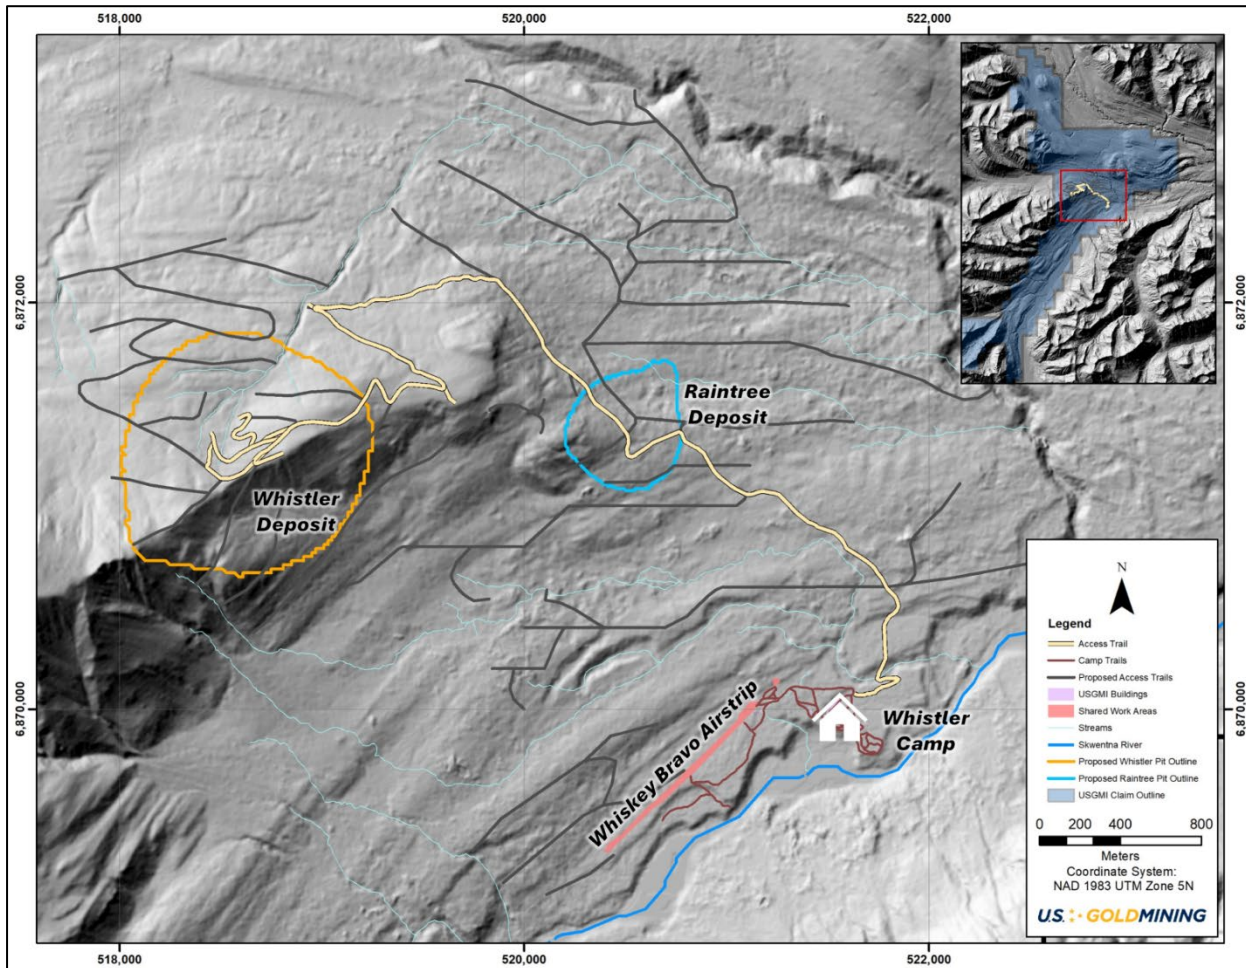 518,000
520,000
522,000
6,872,000
6,872,000
Raintree
Deposit
Whistler
Deposit
Whiskey Bravo Airstrip
Whistler
Camp
6,870,000
6,870,000
N
Legend
Access Trail
Camp Trails
Proposed Access Trails
USGMI Buildings
Shared Work Areas
Streams
Skwentna River
Proposed Whistler Pit Outline
Proposed Raintree Pit Outline
USGMI Claim Outline
0 200 400 800
Meters
Coordinate System:
NAD 1983 UTM Zone 5N
U.S. GOLDMINING
518,000
520,000
522,000